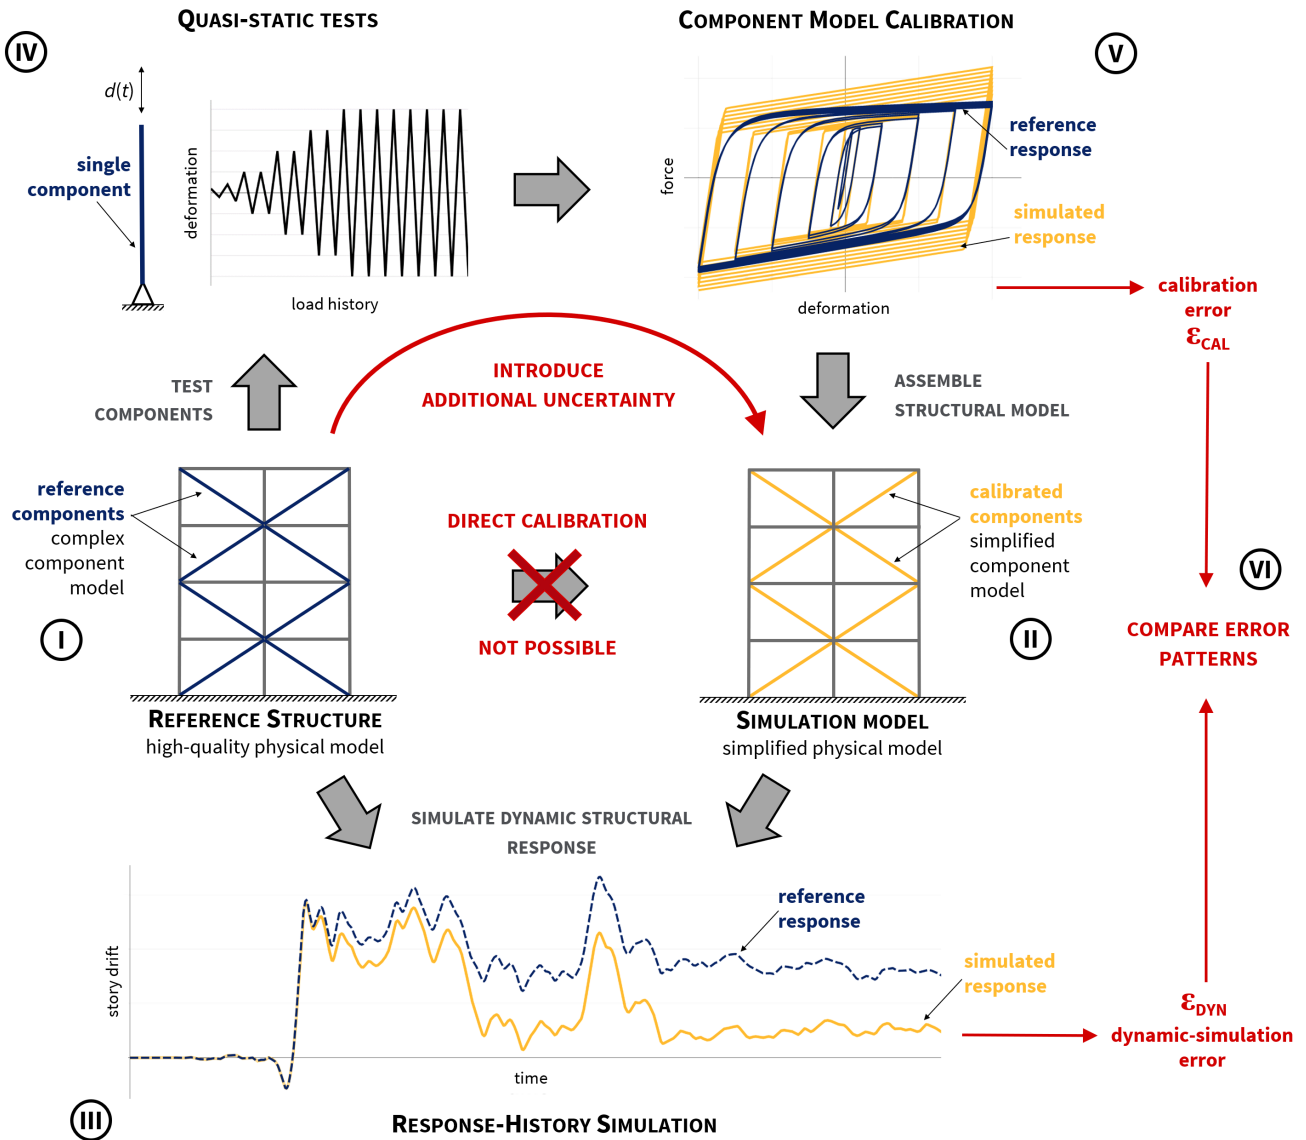 QUASI-STATIC TESTS
COMPONENT MODEL CALIBRATION
IV
V
d(t)
single
component
deformation
load history
force
reference
response
simulated
response
deformation
calibration
error
εCAL
TEST
COMPONENTS
INTRODUCE
ADDITIONAL UNCERTAINTY
ASSEMBLE
STRUCTURAL MODEL
reference
components
complex
component
model
I
DIRECT CALIBRATION
NOT POSSIBLE
calibrated
components
simplified
component
model
II
VI
COMPARE ERROR
PATTERNS
REFERENCE STRUCTURE
high-quality physical model
SIMULATION MODEL
simplified physical model
SIMULATE DYNAMIC STRUCTURAL
RESPONSE
story drift
reference
response
simulated
response
time
εDYN
dynamic-simulation
error
III
RESPONSE-HISTORY SIMULATION